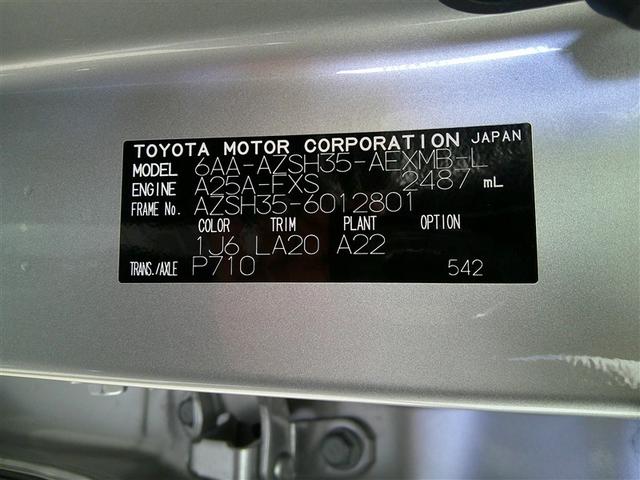 TOYOTA MOTOR CORPORATION JAPAN
MODEL 6AA-AZSH35-AEXMB-L
ENGINE A25A-FXS 2487 mL
FRAME No. AZSH35-6012801
COLOR TRIM PLANT OPTION
1J6 LA20 A22
TRANS./AXLE P710 542